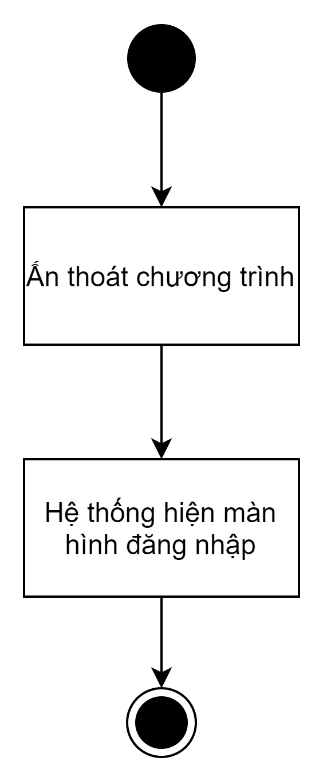 Ấn thoát chương trình
Hệ thống hiện màn
hình đăng nhập